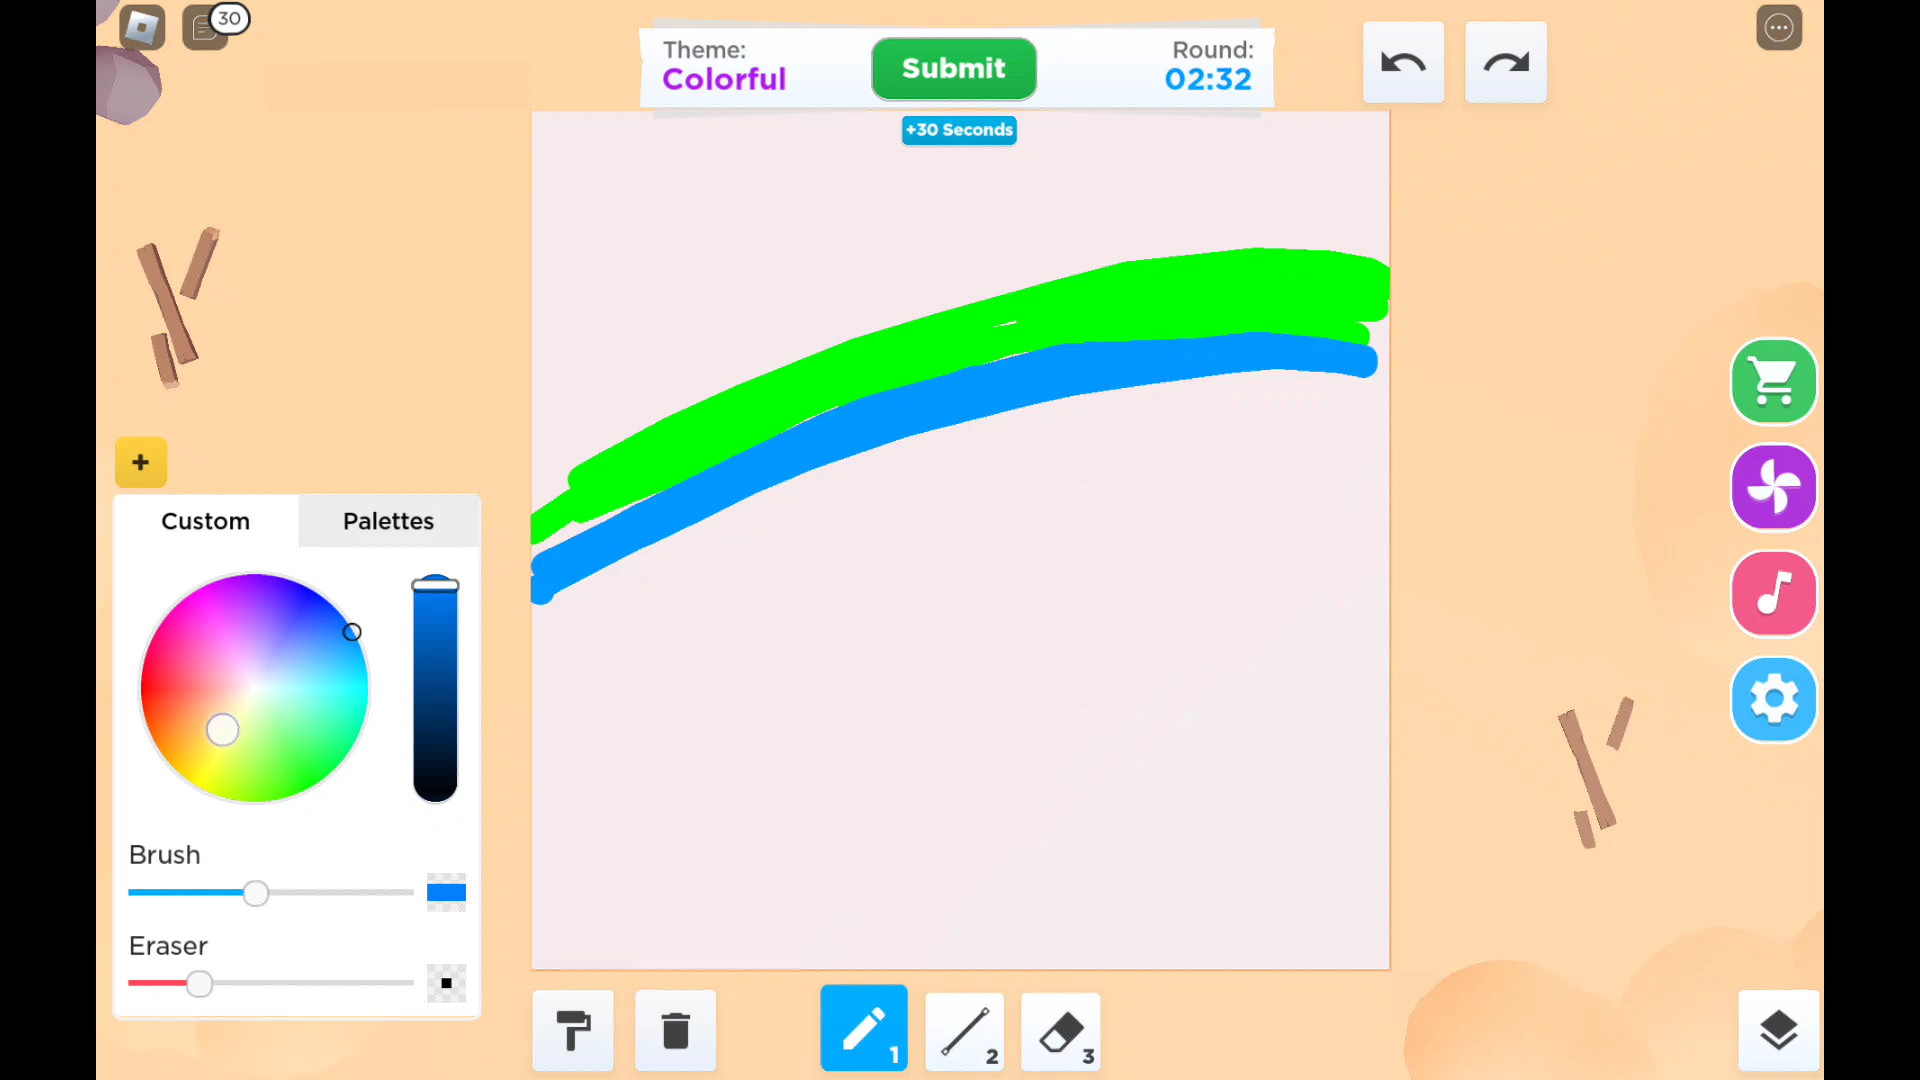 30
Theme:
Colorful
Submit
Round:
02:32
+30 Seconds
+
Custom
Palettes
Brush
Eraser
1
2
3